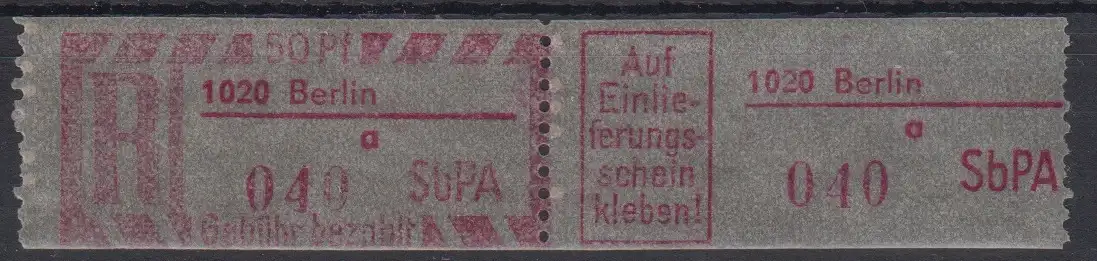 50 Pf
R
1020 Berlin
a
040 SbPA
Gebühr bezahlt
Auf
Einlie-
ferungs-
schein
kleben!
1020 Berlin
a
040 SbPA